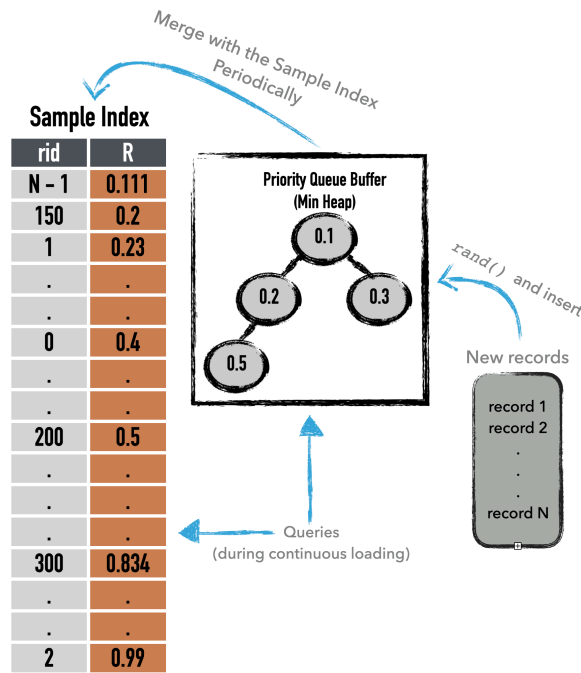 Merge with the Sample Index
Periodically
Sample Index
rid R
N - 1 0.111
150 0.2
1 0.23
. .
. .
0 0.4
. .
. .
200 0.5
. .
. .
. .
300 0.834
. .
. .
2 0.99
Priority Queue Buffer
(Min Heap)
0.1
0.2 0.3
0.5
rand() and insert
New records
record 1
record 2
.
.
.
record N
Queries
(during continuous loading)